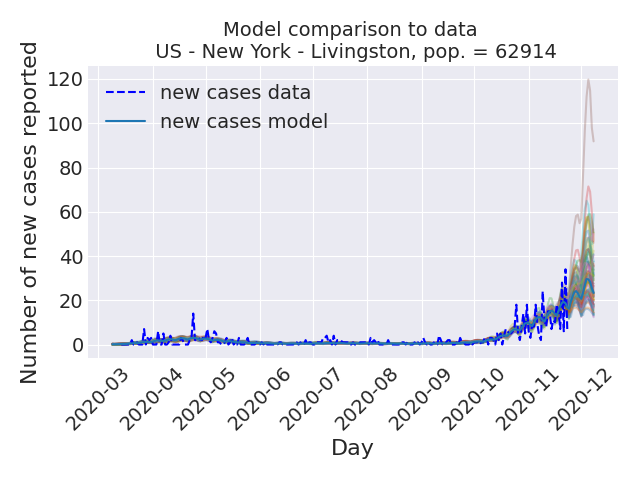 Model comparison to data
US - New York - Livingston, pop. = 62914
Number of new cases reported
120
100
80
60
40
20
0
new cases data
new cases model
2020-03
2020-04
2020-05
2020-06
2020-07
2020-08
2020-09
2020-10
2020-11
2020-12
Day